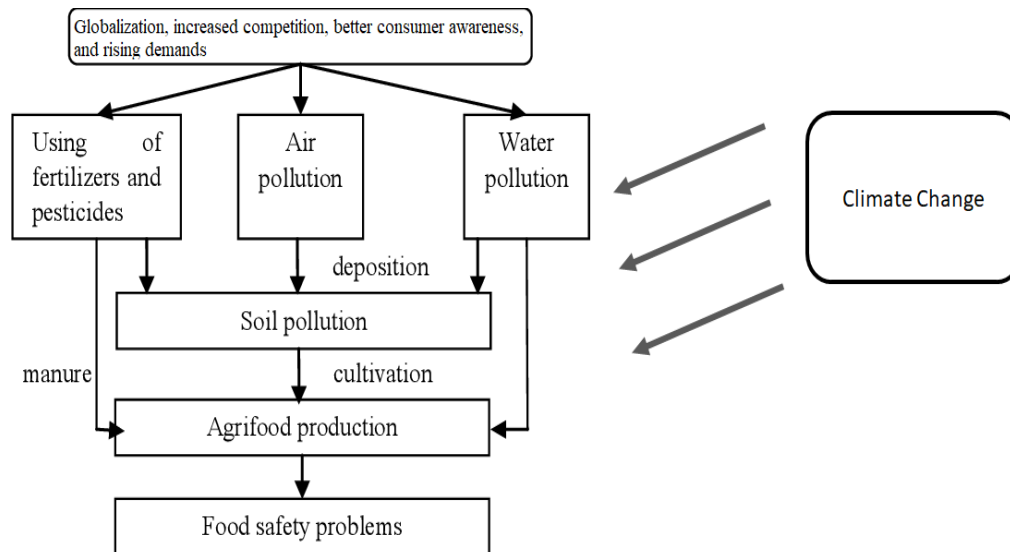 Globalization, increased competition, better consumer awareness,
and rising demands
Using of
fertilizers and
pesticides
Air
pollution
Water
pollution
Climate Change
deposition
Soil pollution
manure
cultivation
Agrifood production
Food safety problems